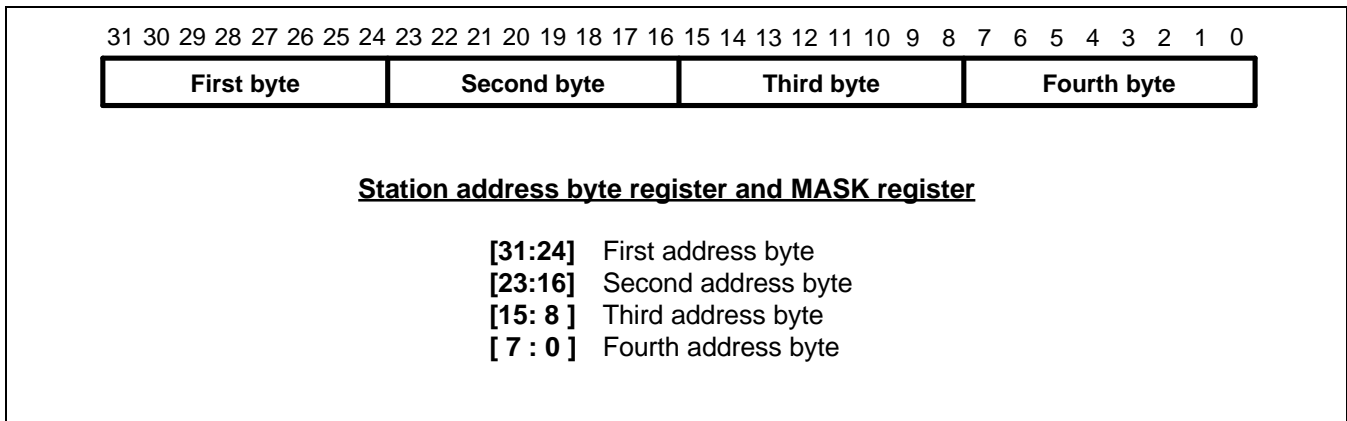 31 30 29 28 27 26 25 24 23 22 21 20 19 18 17 16 15 14 13 12 11 10 9 8 7 6 5 4 3 2 1 0
First byte Second byte Third byte Fourth byte
Station address byte register and MASK register
[31:24] First address byte
[23:16] Second address byte
[15: 8 ] Third address byte
[ 7 : 0 ] Fourth address byte